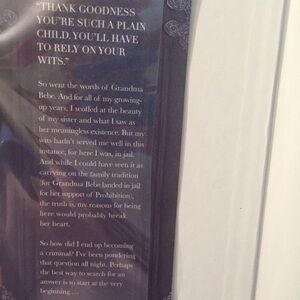 “THANK GOODNESS
YOU'RE SUCH A PLAIN
CHILD. YOU'LL HAVE
TO RELY ON YOUR
WITS.”
So went the words of Grandma
Bebe. And for all of my growing-
up years, I scoffed at the beauty
of my sister and what I saw as
her meaningless existence. But my
wits hadn't served me well in this
instance, for here I was, in jail.
And while I could have seen it as
carrying on the family tradition
(for Grandma Bebe landed in jail
for her support of Prohibition),
the truth is, my reasons for being
here would probably break
her heart.
So how did I end up becoming
a criminal? I've been pondering
that question all night. Perhaps
the best way to search for an
answer is to start at the very
beginning....